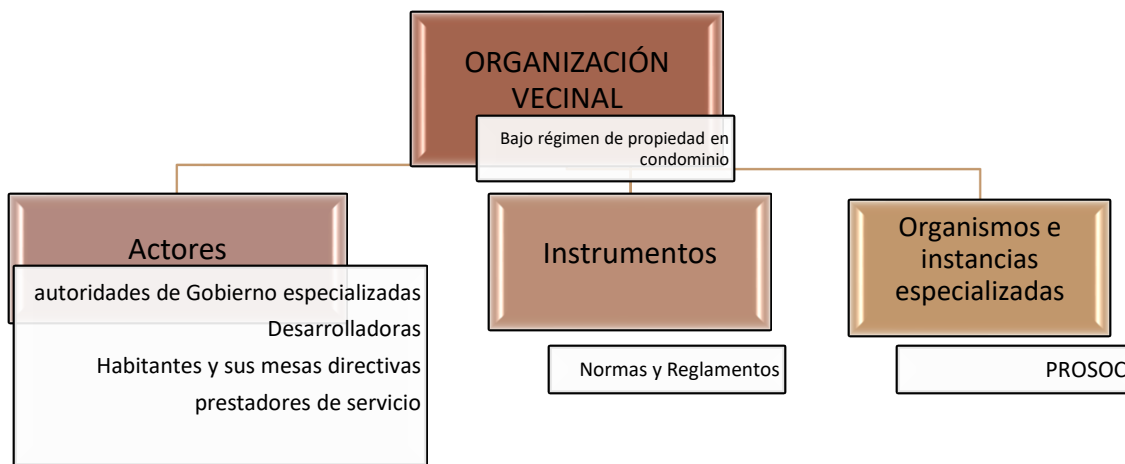 ORGANIZACIÓN
VECINAL
Bajo régimen de propiedad en
condominio
Actores
autoridades de Gobierno especializadas
Desarrolladoras
Habitantes y sus mesas directivas
prestadores de servicio
Instrumentos
Normas y Reglamentos
Organismos e
instancias
especializadas
PROSOC